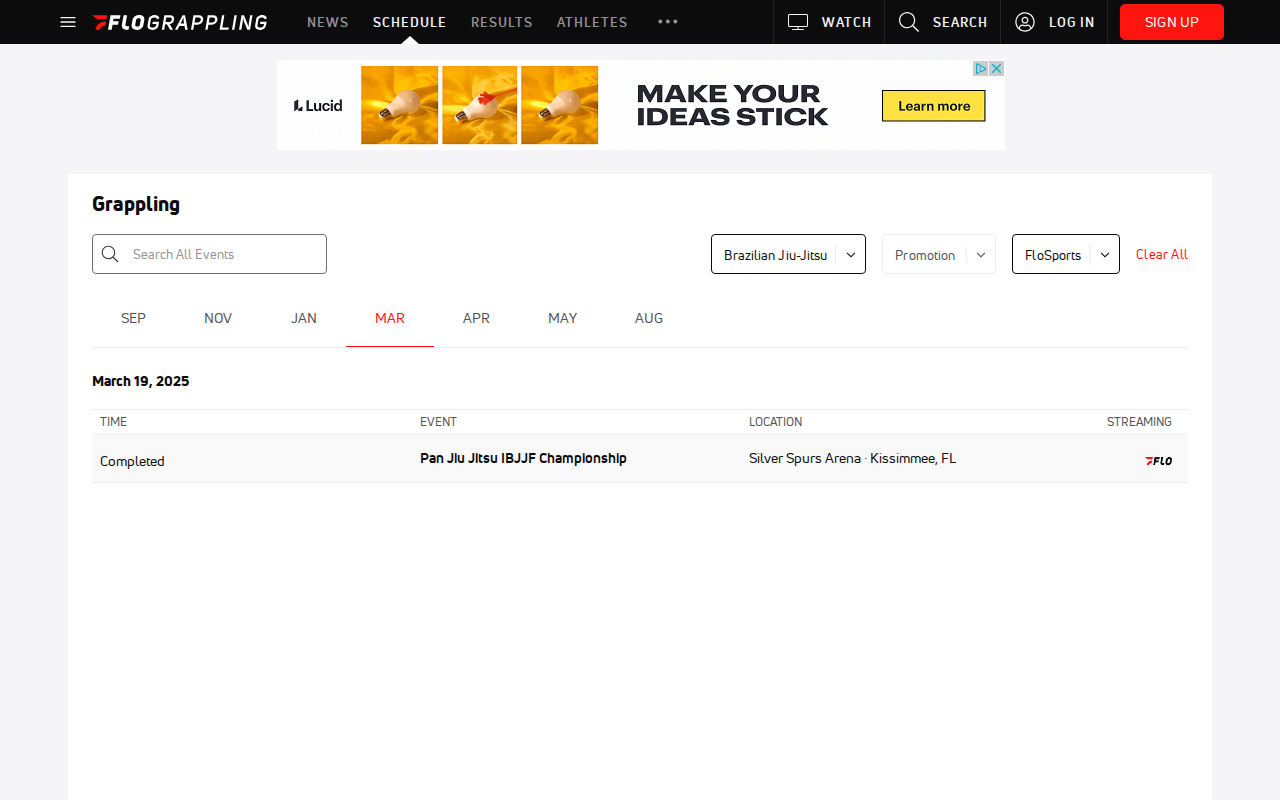 FLOGRAPPLING NEWS SCHEDULE RESULTS ATHLETES WATCH SEARCH LOG IN SIGN UP
Lucid
MAKE YOUR
IDEAS STICK
Learn more
Grappling
Search All Events
Brazilian Jiu-Jitsu
Promotion
FloSports
Clear All
SEP NOV JAN MAR APR MAY AUG
March 19, 2025
TIME EVENT LOCATION STREAMING
Completed Pan Jiu Jitsu IBJJF Championship Silver Spurs Arena · Kissimmee, FL FLO